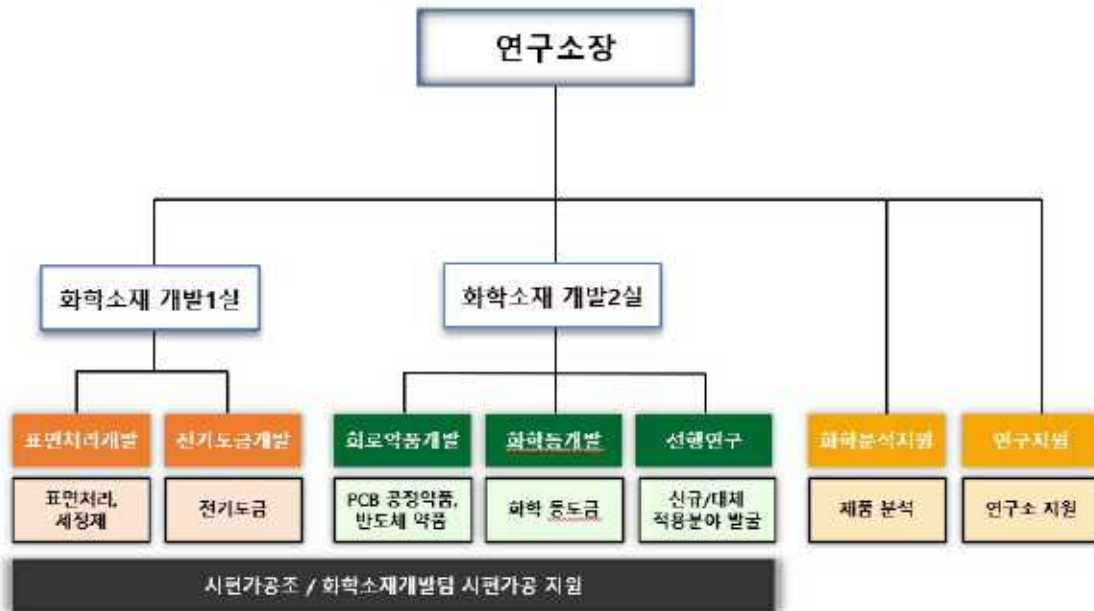 연구소장
화학소재 개발1실
화학소재 개발2실
표면처리개발
전기도금개발
회로약품개발
화학동개발
선행연구
화학분석지원
연구지원
표면처리,
세정제
전기도금
PCB 공정약품,
반도체 약품
화학 동도금
신규/대체
적용분야 발굴
제품 분석
연구소 지원
시편가공조 / 화학소재개발팀 시편가공 지원